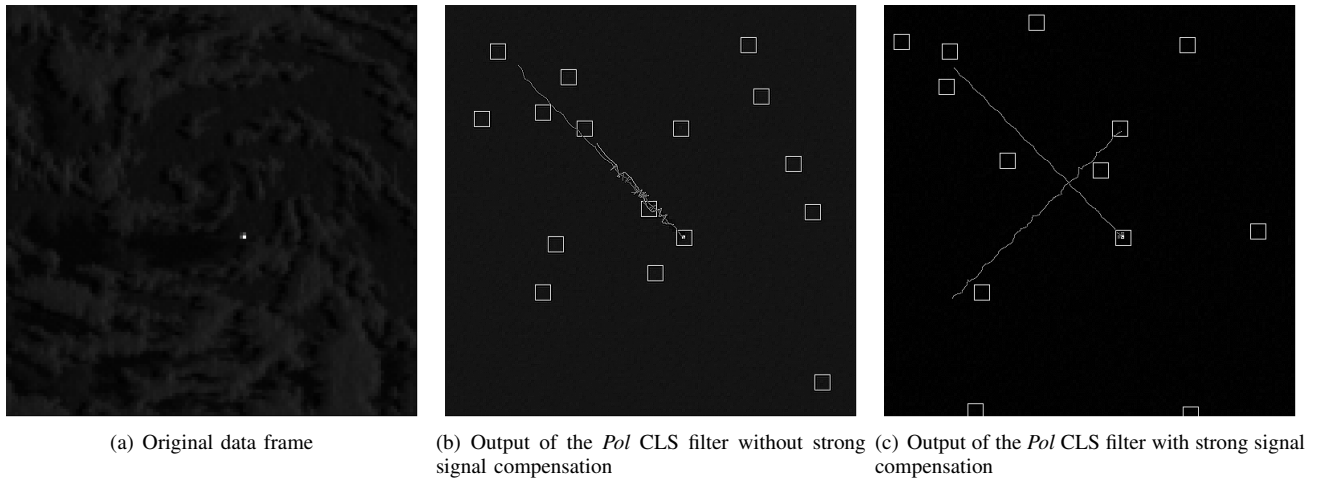 (a) Original data frame
(b) Output of the Pol CLS filter without strong
signal compensation
(c) Output of the Pol CLS filter with strong signal
compensation